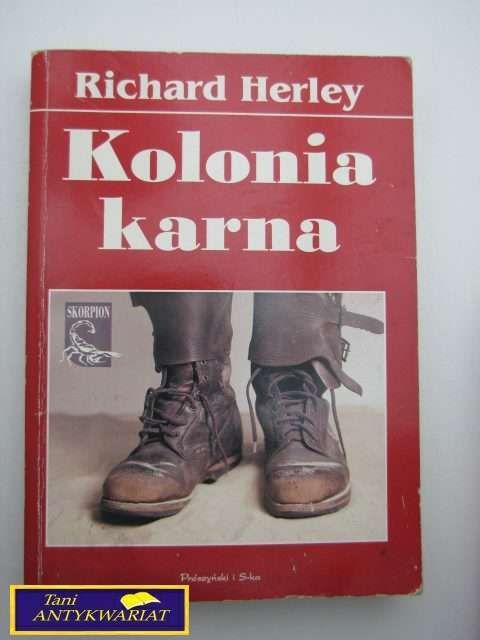 Richard Herley
Kolonia
karna
SKORPION
Prószyński i S-ka
Tani
ANTYKWARIAT